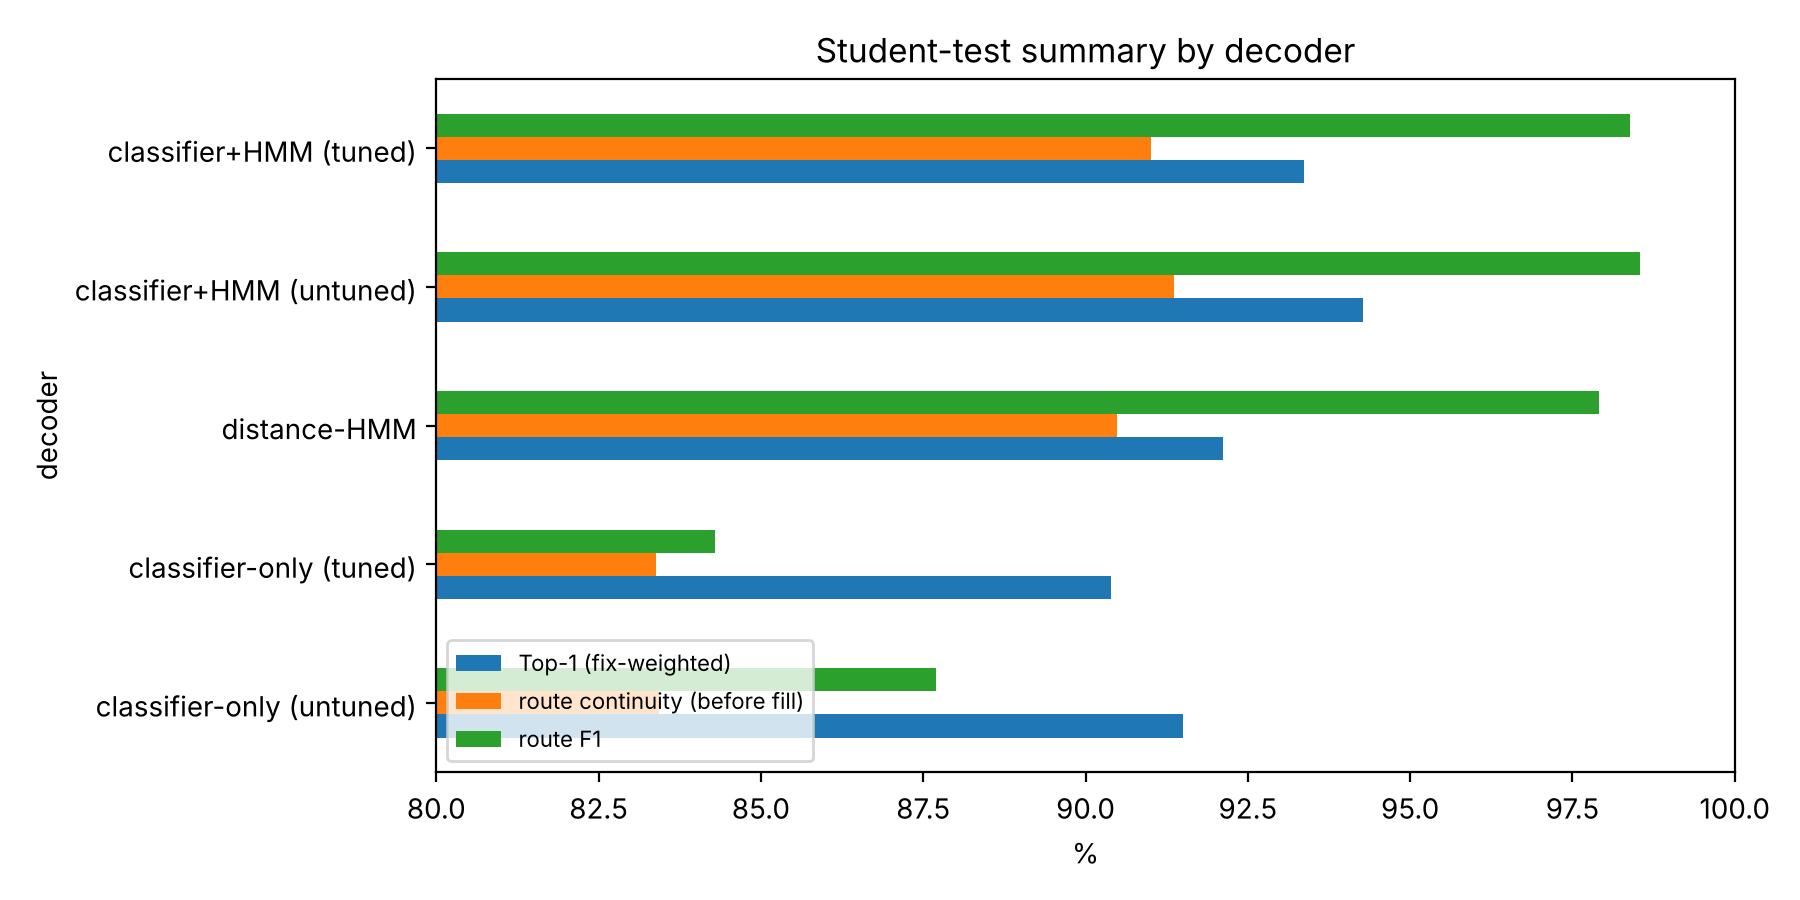 Student-test summary by decoder
classifier+HMM (tuned)
classifier+HMM (untuned)
distance-HMM
classifier-only (tuned)
classifier-only (untuned)
decoder
Top-1 (fix-weighted)
route continuity (before fill)
route F1
80.0 82.5 85.0 87.5 90.0 92.5 95.0 97.5 100.0
%